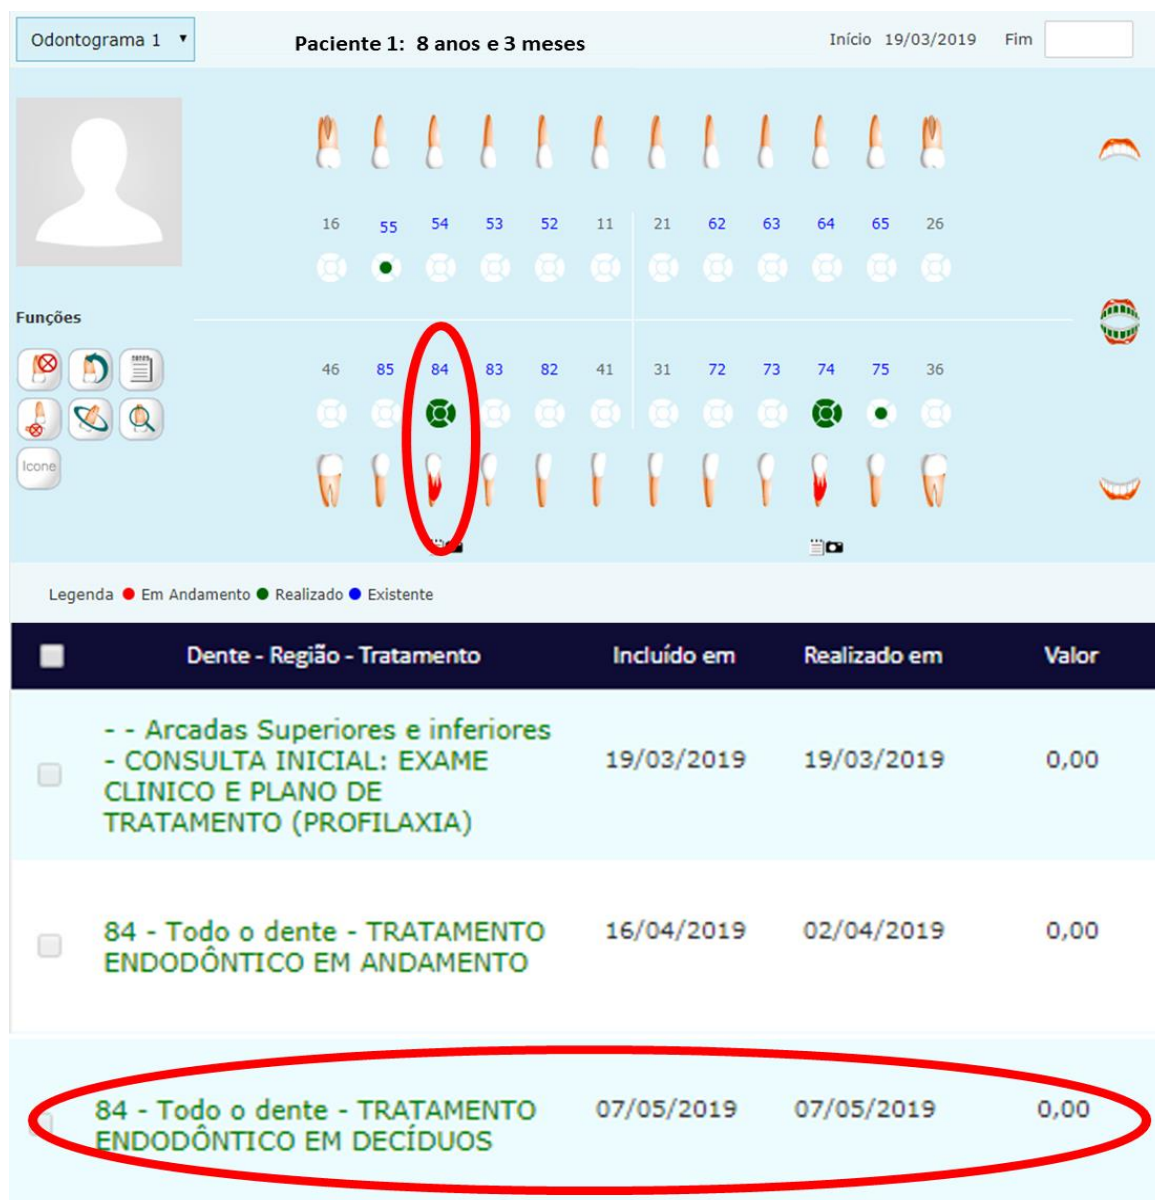 Odontograma 1
Paciente 1: 8 anos e 3 meses
Início 19/03/2019 Fim
16 55 54 53 52 11 21 62 63 64 65 26
Funções
46 85 84 83 82 41 31 72 73 74 75 36
Icone
Legenda Em Andamento Realizado Existente
Dente - Região - Tratamento Incluído em Realizado em Valor
- - Arcadas Superiores e inferiores
- CONSULTA INICIAL: EXAME 19/03/2019 19/03/2019 0,00
CLINICO E PLANO DE
TRATAMENTO (PROFILAXIA)
84 - Todo o dente - TRATAMENTO 16/04/2019 02/04/2019 0,00
ENDODÔNTICO EM ANDAMENTO
84 - Todo o dente - TRATAMENTO 07/05/2019 07/05/2019 0,00
ENDODÔNTICO EM DECÍDUOS